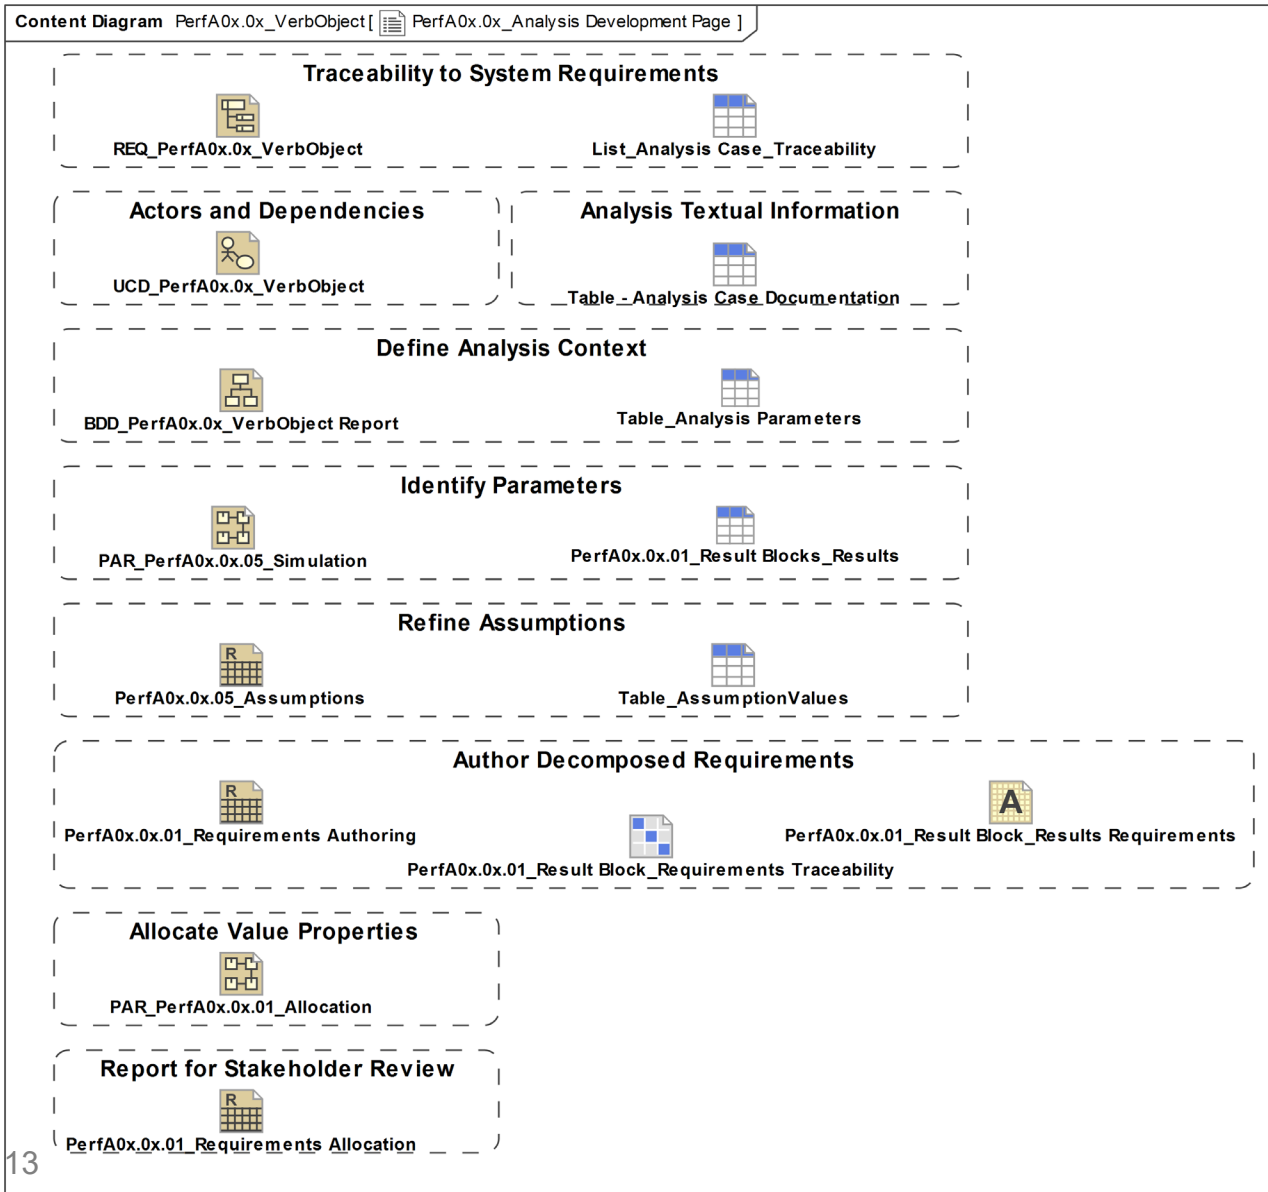 Content Diagram PerfA0x.0x_VerbObject [ PerfA0x.0x_Analysis Development Page ]
Traceability to System Requirements
REQ_PerfA0x.0x_VerbObject
List_Analysis Case_Traceability
Actors and Dependencies
UCD_PerfA0x.0x_VerbObject
Analysis Textual Information
Table - Analysis Case Documentation
Define Analysis Context
BDD_PerfA0x.0x_VerbObject Report
Table_Analysis Parameters
Identify Parameters
PAR_PerfA0x.0x.05_Simulation
PerfA0x.0x.01_Result Blocks_Results
Refine Assumptions
R
PerfA0x.0x.05_Assumptions
Table_AssumptionValues
Author Decomposed Requirements
R
PerfA0x.0x.01_Requirements Authoring
PerfA0x.0x.01_Result Block_Requirements Traceability
A
PerfA0x.0x.01_Result Block_Results Requirements
Allocate Value Properties
PAR_PerfA0x.0x.01_Allocation
Report for Stakeholder Review
R
PerfA0x.0x.01_Requirements Allocation
13